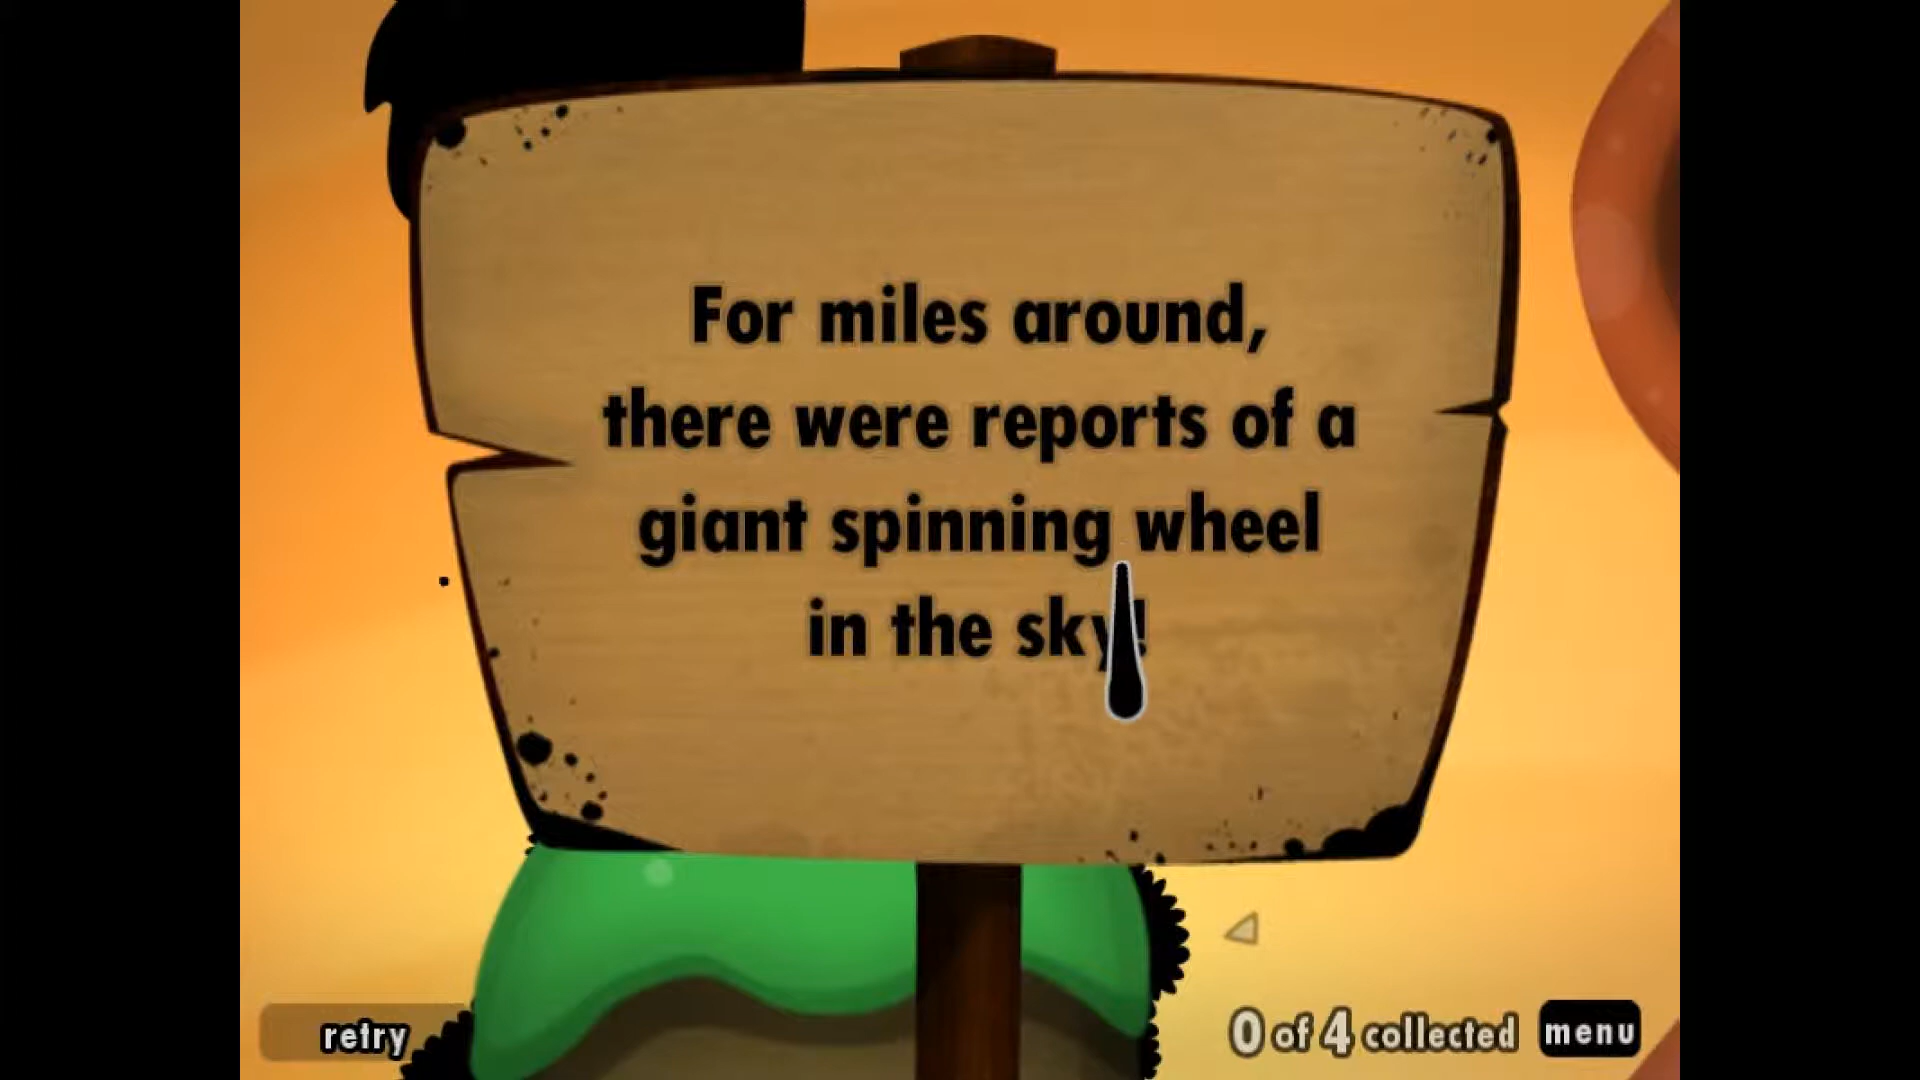 For miles around,
there were reports of a
giant spinning wheel
in the sky!
retry
0 of 4 collected
menu